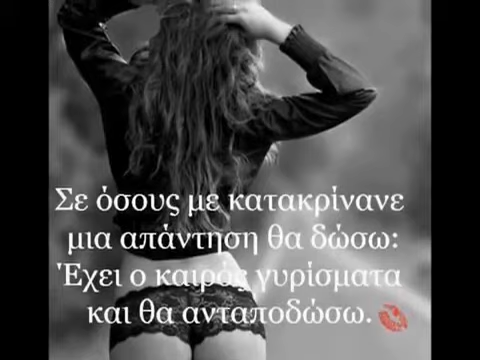 Σε όσους με κατακρίνανε
μια απάντηση θα δώσω:
Έχει ο καιρός γυρίσματα
και θα ανταποδώσω.